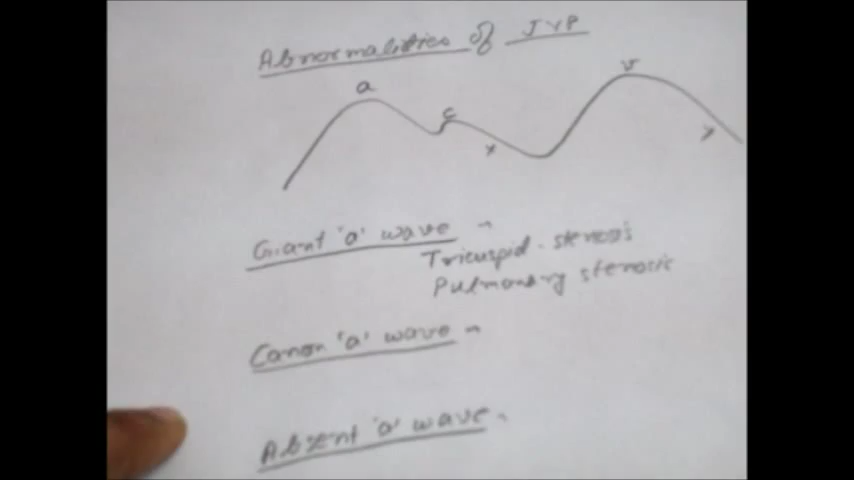 Abnormalities of JVP
a
c
x
v
y
Giant 'a' wave -
Tricuspid stenosis
Pulmonary stenosis
Canon 'a' wave -
Absent 'a' wave -